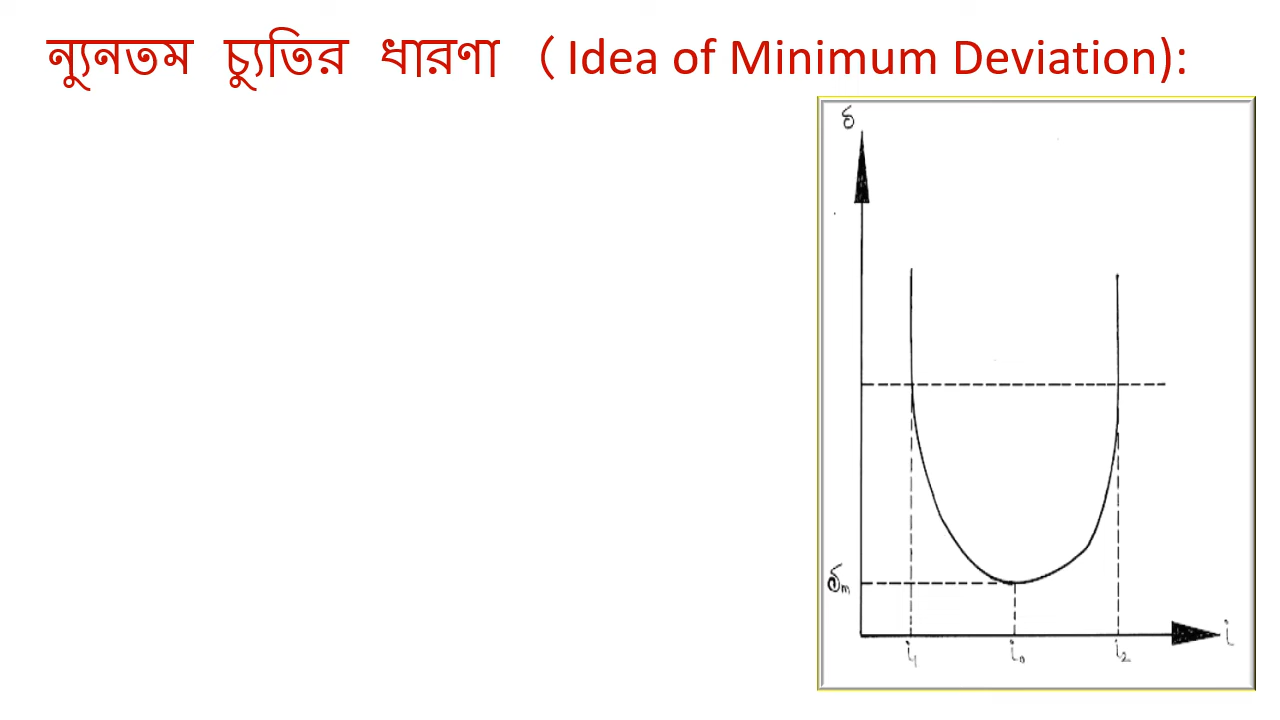 ন্যুনতম চ্যুতির ধারণা ( Idea of Minimum Deviation):
δ
δm
i1 i0 i2
i